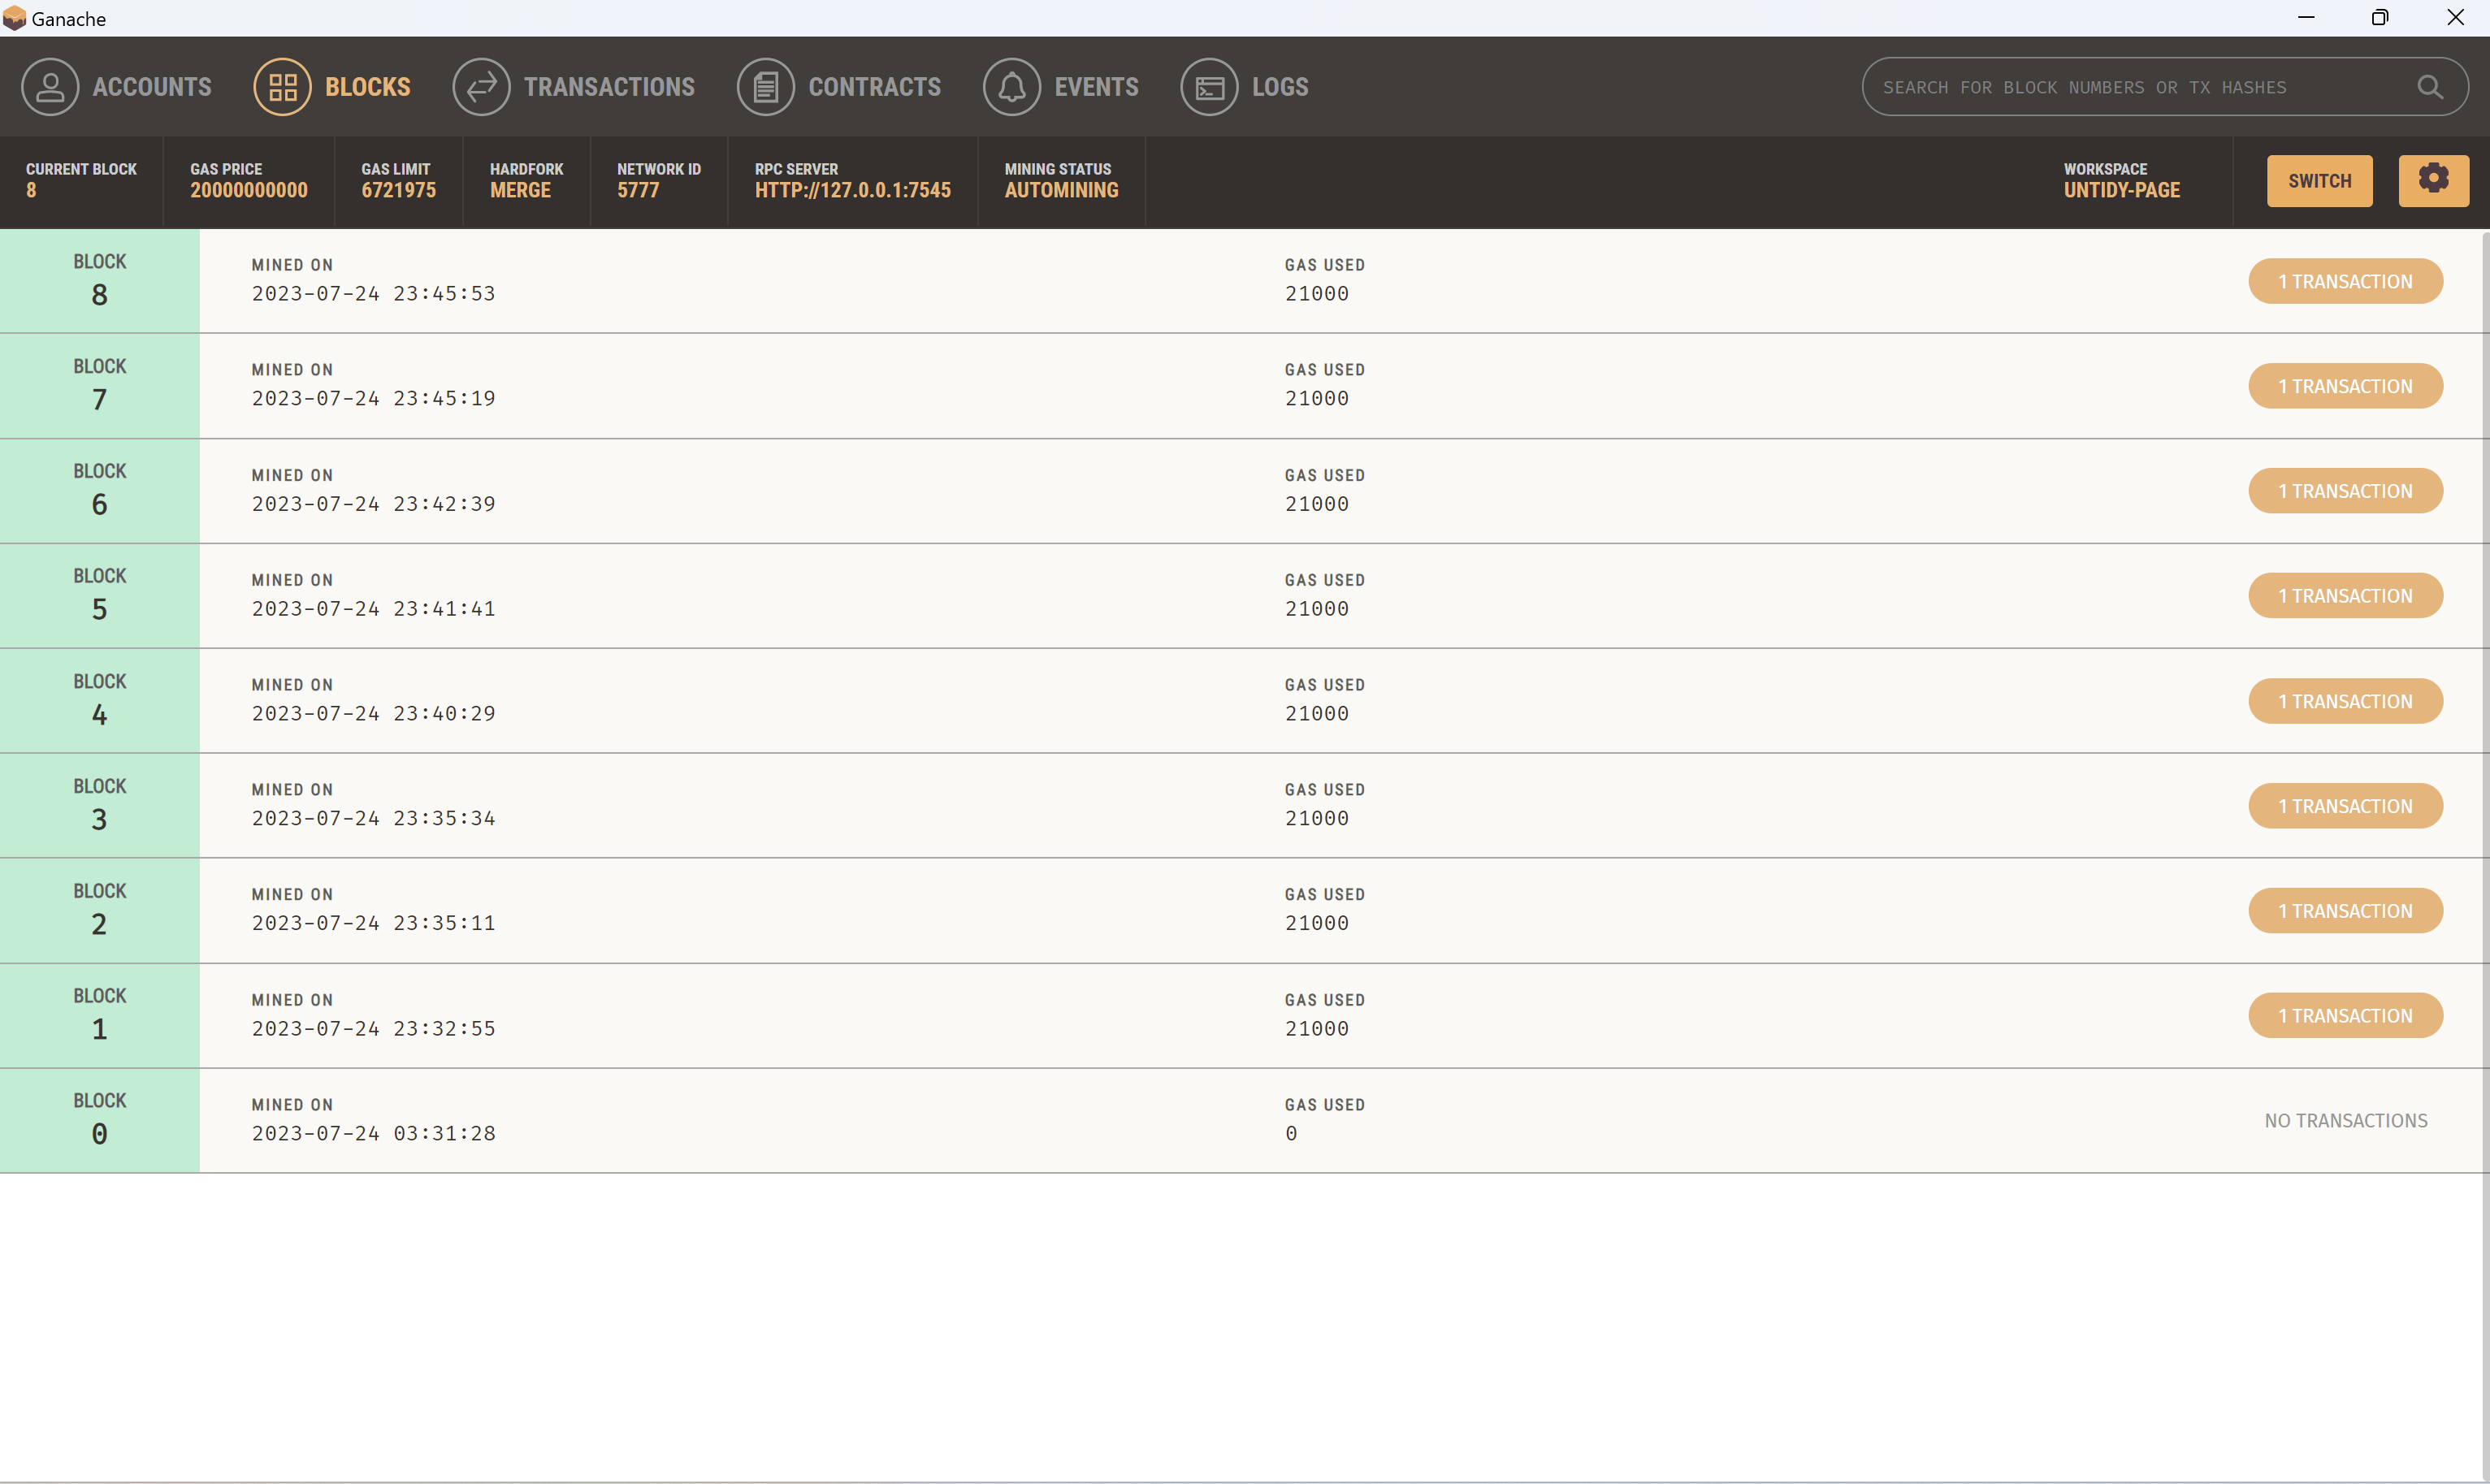 Ganache
ACCOUNTS BLOCKS TRANSACTIONS CONTRACTS EVENTS LOGS SEARCH FOR BLOCK NUMBERS OR TX HASHES
CURRENT BLOCK GAS PRICE GAS LIMIT HARDFORK NETWORK ID RPC SERVER MINING STATUS WORKSPACE
8 20000000000 6721975 MERGE 5777 HTTP://127.0.0.1:7545 AUTOMINING UNTIDY-PAGE SWITCH
BLOCK MINED ON GAS USED
8 2023-07-24 23:45:53 21000 1 TRANSACTION
BLOCK MINED ON GAS USED
7 2023-07-24 23:45:19 21000 1 TRANSACTION
BLOCK MINED ON GAS USED
6 2023-07-24 23:42:39 21000 1 TRANSACTION
BLOCK MINED ON GAS USED
5 2023-07-24 23:41:41 21000 1 TRANSACTION
BLOCK MINED ON GAS USED
4 2023-07-24 23:40:29 21000 1 TRANSACTION
BLOCK MINED ON GAS USED
3 2023-07-24 23:35:34 21000 1 TRANSACTION
BLOCK MINED ON GAS USED
2 2023-07-24 23:35:11 21000 1 TRANSACTION
BLOCK MINED ON GAS USED
1 2023-07-24 23:32:55 21000 1 TRANSACTION
BLOCK MINED ON GAS USED
0 2023-07-24 03:31:28 0 NO TRANSACTIONS